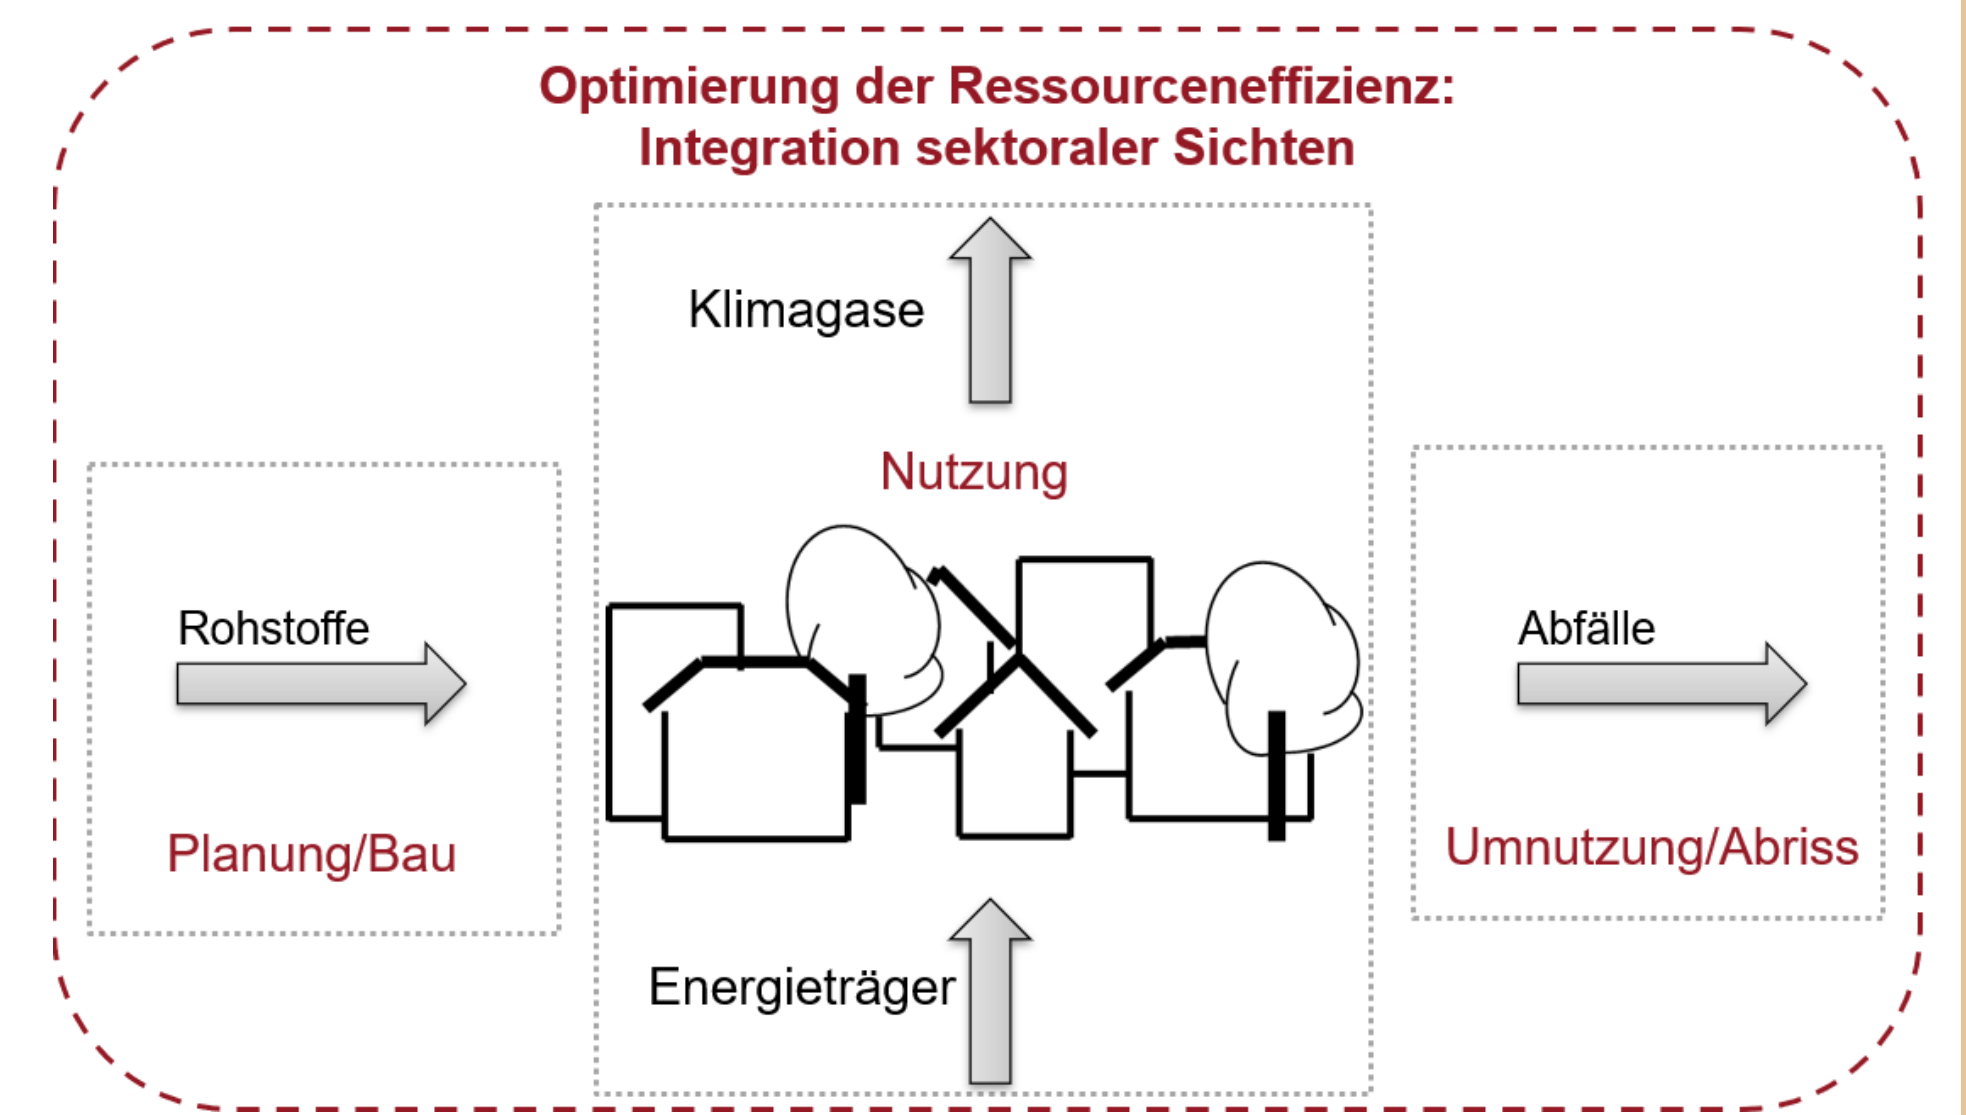 Optimierung der Ressourceneffizienz:
Integration sektoraler Sichten
Klimagase
Nutzung
Rohstoffe
Planung/Bau
Abfälle
Umnutzung/Abriss
Energieträger